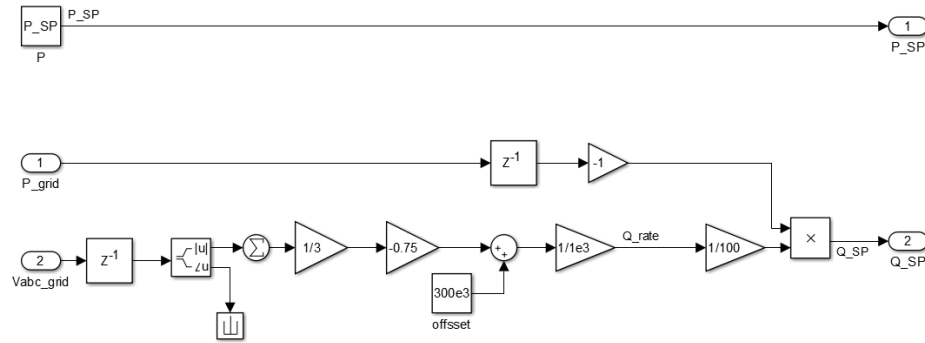 P_SP
P_SP
P
1
P_SP
1
P_grid
Z-1
-1
2
Vabc_grid
Z-1
|u|
∠u
Σ
1/3
-0.75
+
+
300e3
offsset
1/1e3
Q_rate
1/100
×
Q_SP
2
Q_SP